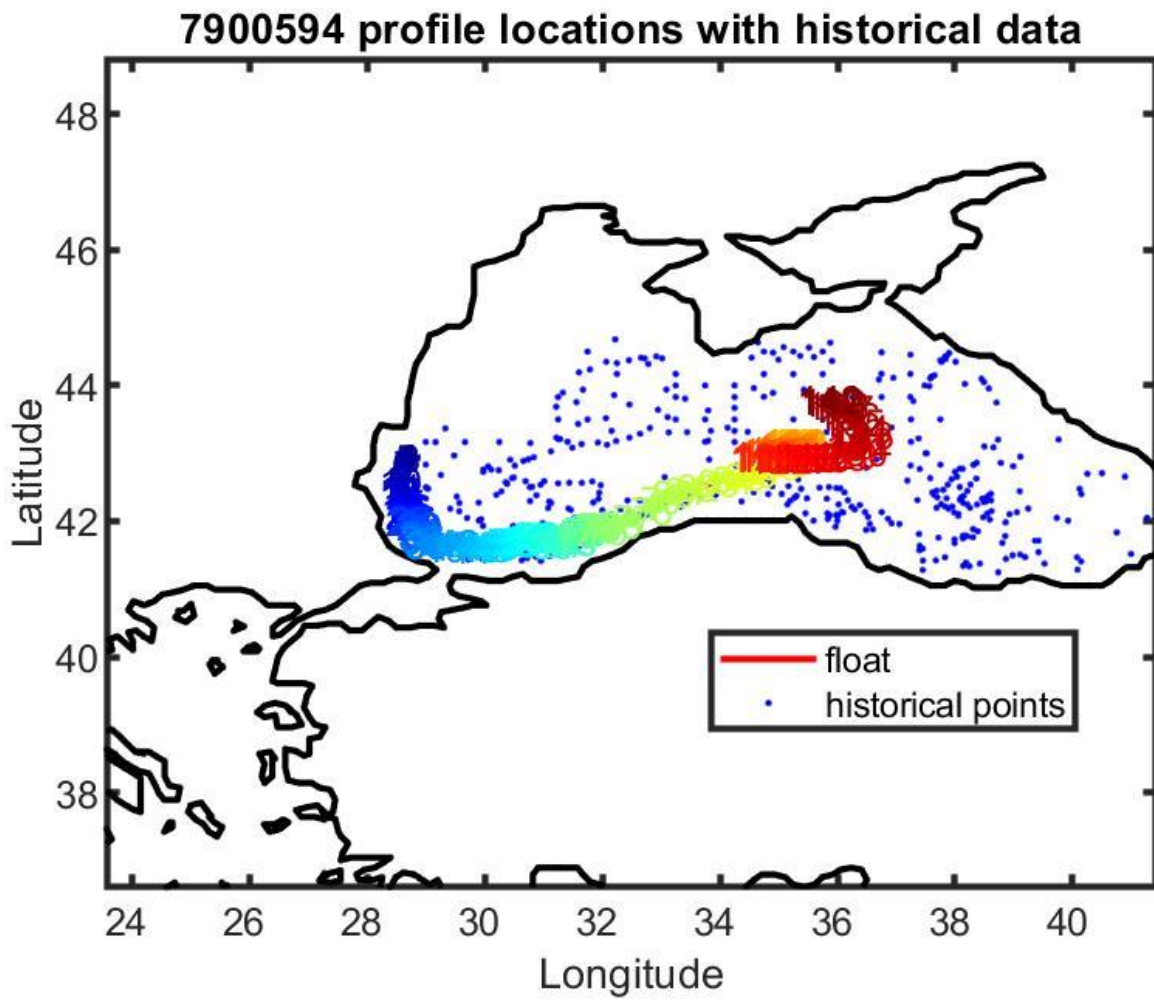 7900594 profile locations with historical data
48
46
44
42
40
38
Latitude
float
historical points
24 26 28 30 32 34 36 38 40
Longitude